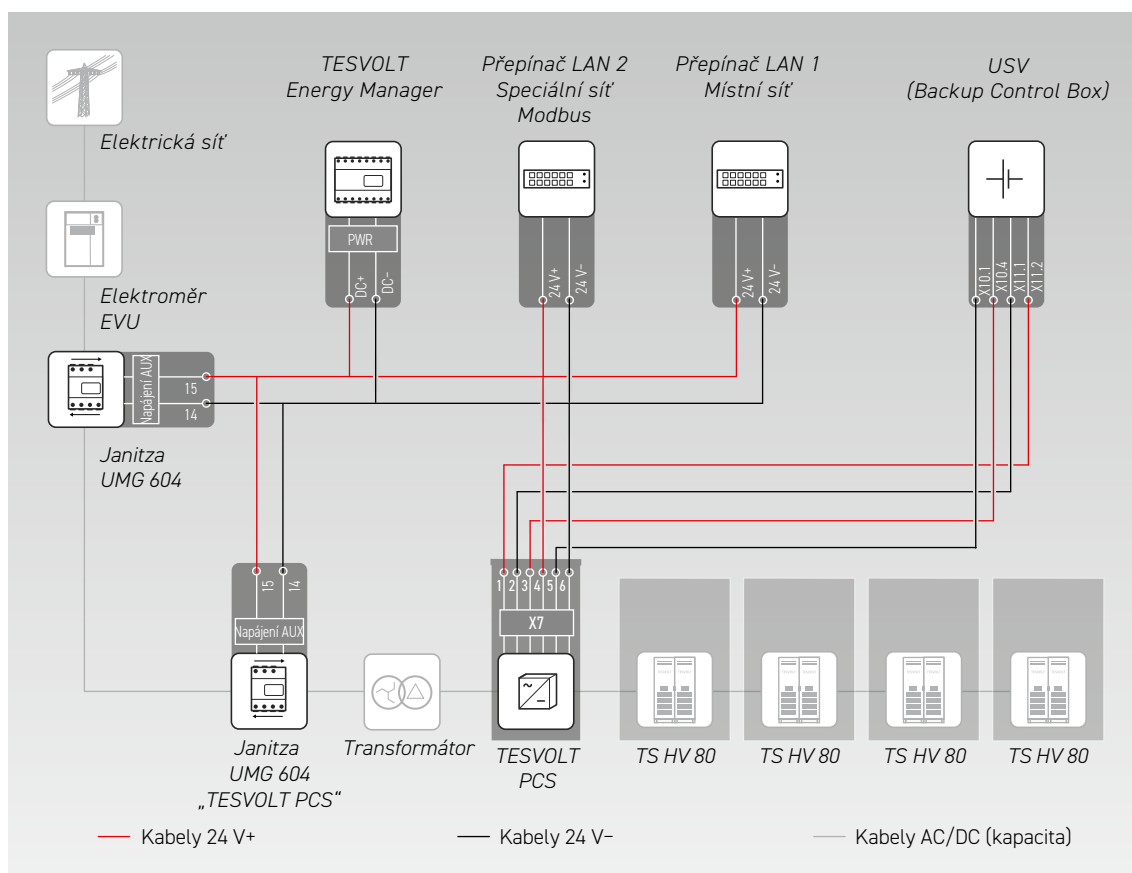 TESVOLT
Energy Manager
Přepínač LAN 2
Speciální síť
Modbus
Přepínač LAN 1
Místní síť
USV
(Backup Control Box)
Elektrická síť
PWR
DC+
DC−
24 V+
24 V−
24 V+
24 V−
X10.1
X10.4
X11.1
X11.2
Elektroměr
EVU
Napájení AUX
15
14
Janitza
UMG 604
15
14
Napájení AUX
1 2 3 4 5 6
X7
Janitza
UMG 604
„TESVOLT PCS“
Transformátor
TESVOLT
PCS
TS HV 80
TS HV 80
TS HV 80
TS HV 80
Kabely 24 V+
Kabely 24 V−
Kabely AC/DC (kapacita)